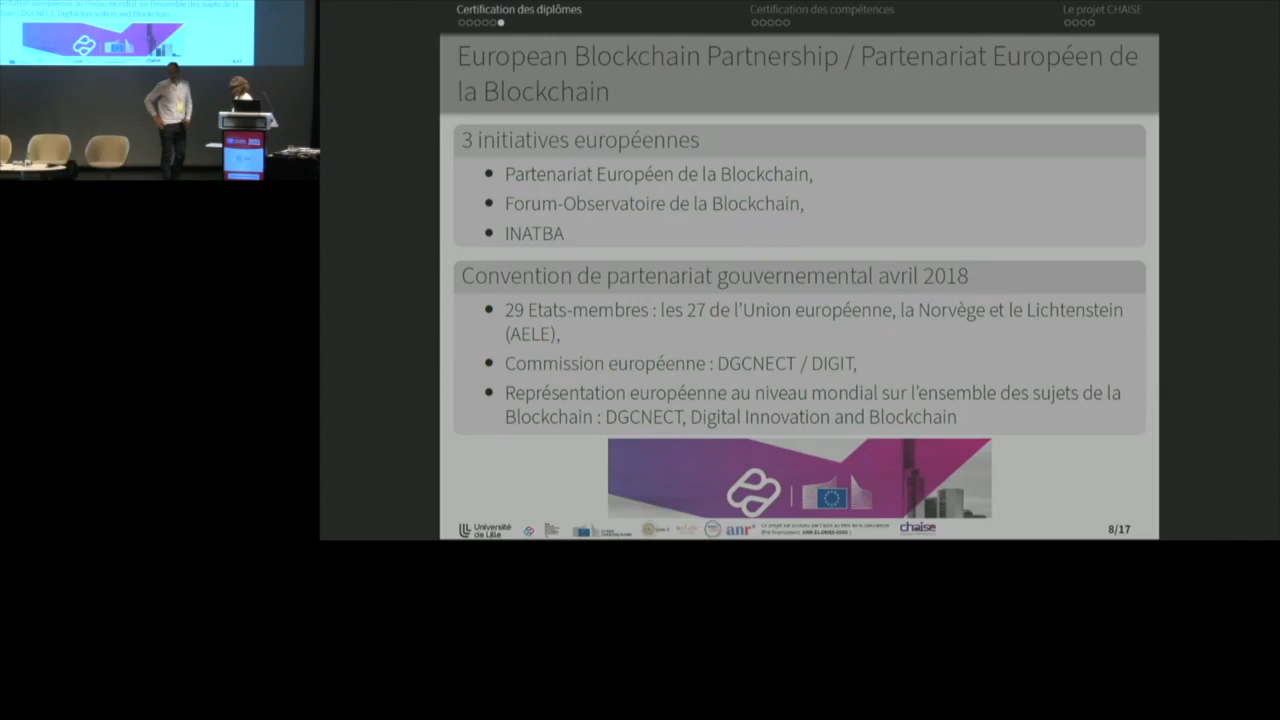 Certification des diplômes
Certification des compétences
Le projet CHAISE
European Blockchain Partnership / Partenariat Européen de
la Blockchain
3 initiatives européennes
Partenariat Européen de la Blockchain,
Forum-Observatoire de la Blockchain,
INATBA
Convention de partenariat gouvernemental avril 2018
29 Etats-membres : les 27 de l'Union européenne, la Norvège et le Lichtenstein
(AELE),
Commission européenne : DGCNECT / DIGIT,
Représentation européenne au niveau mondial sur l'ensemble des sujets de la
Blockchain : DGCNECT, Digital Innovation and Blockchain
Université
de Lille
anr
chaise
8/17